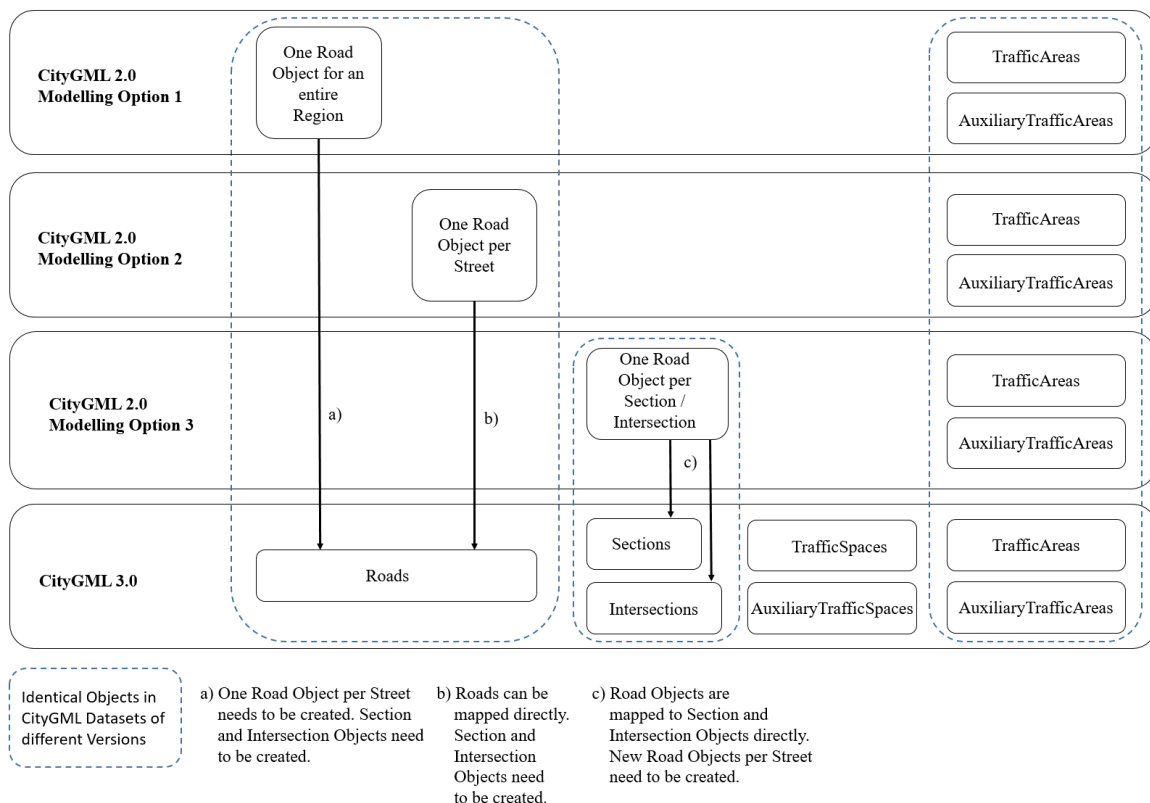 CityGML 2.0
Modelling Option 1
One Road
Object for an
entire
Region
TrafficAreas
AuxiliaryTrafficAreas
CityGML 2.0
Modelling Option 2
One Road
Object per
Street
TrafficAreas
AuxiliaryTrafficAreas
CityGML 2.0
Modelling Option 3
a)
b)
One Road
Object per
Section /
Intersection
c)
TrafficAreas
AuxiliaryTrafficAreas
CityGML 3.0
Roads
Sections
Intersections
TrafficSpaces
AuxiliaryTrafficSpaces
TrafficAreas
AuxiliaryTrafficAreas
Identical Objects in
CityGML Datasets of
different Versions
a) One Road Object per Street
needs to be created. Section
and Intersection Objects need
to be created.
b) Roads can be
mapped directly.
Section and
Intersection
Objects need
to be created.
c) Road Objects are
mapped to Section and
Intersection Objects directly.
New Road Objects per Street
need to be created.